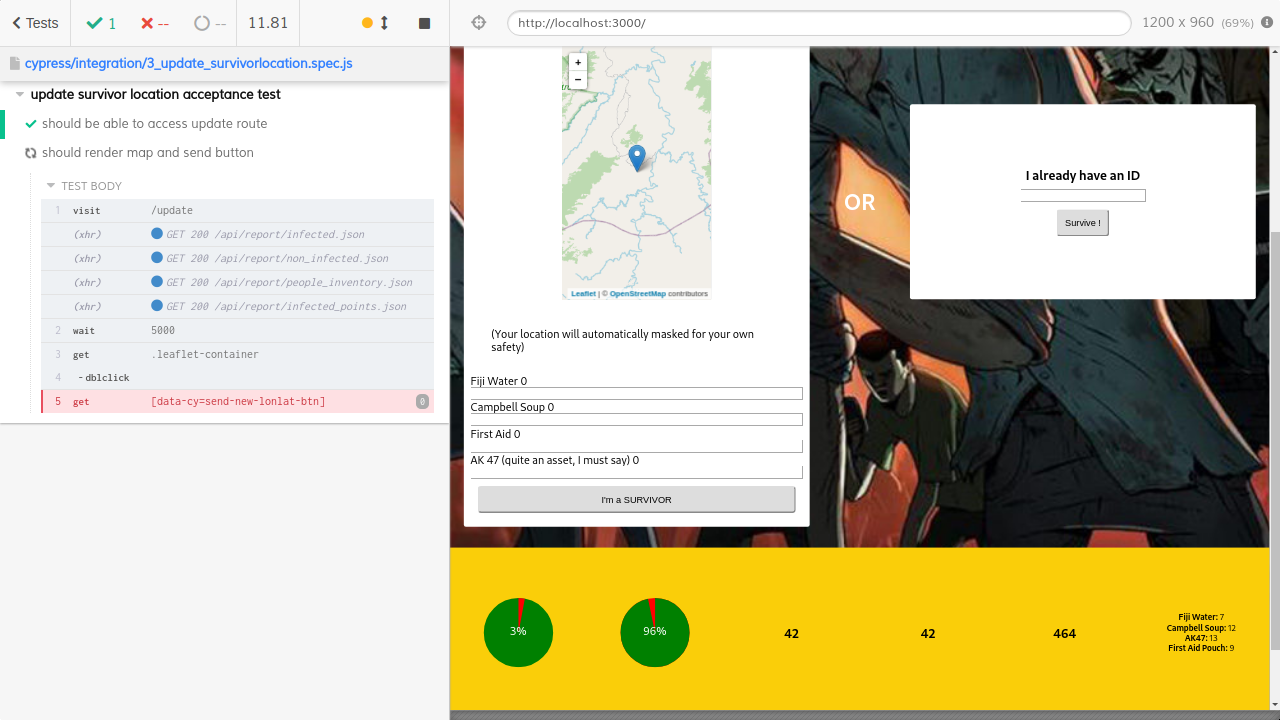 Tests
1
--
--
11.81
http://localhost:3000/
1200 x 960 (69%)
cypress/integration/3_update_survivorlocation.spec.js
update survivor location acceptance test
should be able to access update route
should render map and send button
TEST BODY
1 visit /update
(xhr) GET 200 /api/report/infected.json
(xhr) GET 200 /api/report/non_infected.json
(xhr) GET 200 /api/report/people_inventory.json
(xhr) GET 200 /api/report/infected_points.json
2 wait 5000
3 get .leaflet-container
4 - dblclick
5 get [data-cy=send-new-lonlat-btn] 0
+
−
Leaflet | © OpenStreetMap contributors
(Your location will automatically masked for your own
safety)
Fiji Water 0
Campbell Soup 0
First Aid 0
AK 47 (quite an asset, I must say) 0
I'm a SURVIVOR
OR
I already have an ID
Survive !
3%
96%
42
42
464
Fiji Water: 7
Campbell Soup: 12
AK47: 13
First Aid Pouch: 9